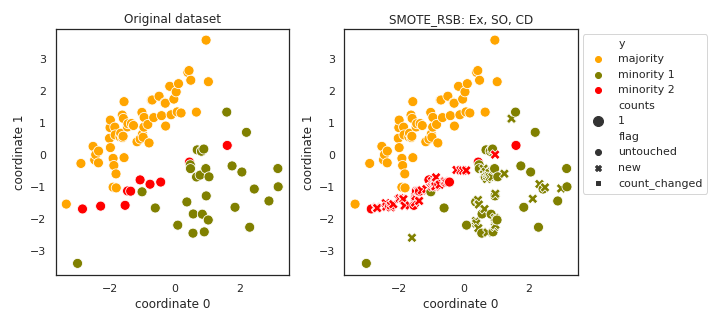 Original dataset
SMOTE_RSB: Ex, SO, CD
coordinate 1
3
2
1
0
−1
−2
−3
−2
0
2
coordinate 0
coordinate 1
3
2
1
0
−1
−2
−3
−2
0
2
coordinate 0
y
majority
minority 1
minority 2
counts
1
flag
untouched
new
count_changed